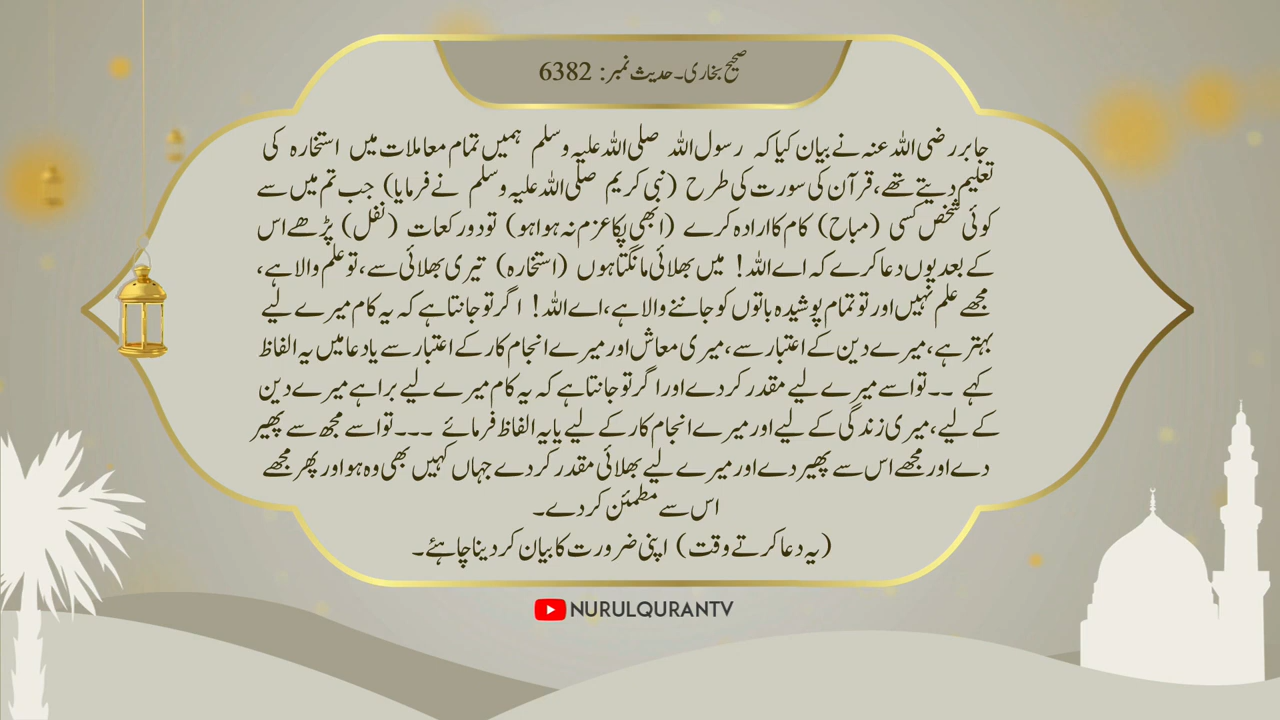 صحیح بخاری۔حدیث نمبر: 6382
جابر رضی اللہ عنہ نے بیان کیا کہ رسول اللہ صلی اللہ علیہ وسلم ہمیں تمام معاملات میں استخارہ کی
تعلیم دیتے تھے، قرآن کی سورت کی طرح (نبی کریم صلی اللہ علیہ وسلم نے فرمایا) جب تم میں سے
کوئی شخص کسی (مباح) کام کا ارادہ کرے (ابھی پکا عزم نہ ہوا ہو) تو دو رکعات (نفل) پڑھے اس
کے بعد یوں دعا کرے کہ اے اللہ! میں بھلائی مانگتا ہوں (استخارہ) تیری بھلائی سے، تو علم والا ہے،
مجھے علم نہیں اور تو تمام پوشیدہ باتوں کو جاننے والا ہے، اے اللہ! اگر تو جانتا ہے کہ یہ کام میرے لیے
بہتر ہے، میرے دین کے اعتبار سے، میری معاش اور میرے انجام کار کے اعتبار سے یا دعا میں یہ الفاظ
کہے ۔۔تو اسے میرے لیے مقدر کر دے اور اگر تو جانتا ہے کہ یہ کام میرے لیے برا ہے میرے دین
کے لیے، میری زندگی کے لیے اور میرے انجام کار کے لیے یا یہ الفاظ فرمائے ۔۔۔تو اسے مجھ سے پھیر
دے اور مجھے اس سے پھیر دے اور میرے لیے بھلائی مقدر کر دے جہاں کہیں بھی وہ ہو اور پھر مجھے
اس سے مطمئن کر دے۔
(یہ دعا کرتے وقت) اپنی ضرورت کا بیان کر دینا چاہئے۔
NURULQURANTV